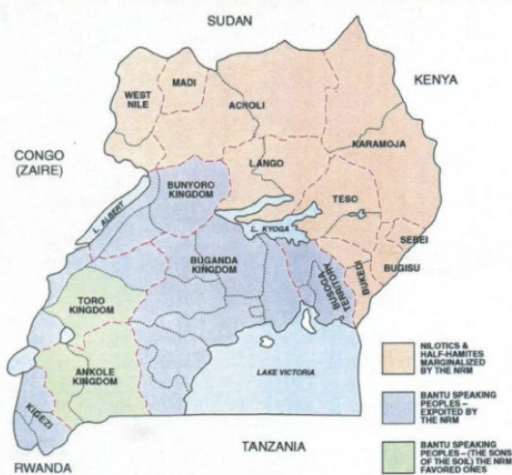 SUDAN
KENYA
CONGO
(ZAIRE)
WEST
NILE
MADI
ACHOLI
KARAMOJA
LANGO
BUNYORO
KINGDOM
TESO
L. ALBERT
L. KYOGA
SEBEI
BUGANDA
KINGDOM
BUKEDI
BUGISU
BUSOGA
TERRITORY
TORO
KINGDOM
ANKOLE
KINGDOM
LAKE VICTORIA
KIGEZI
TANZANIA
RWANDA
NILOTICS &
HALF-HAMITES
MARGINALIZED
BY THE NRM
BANTU SPEAKING
PEOPLES –
EXPOITED BY
THE NRM
BANTU SPEAKING
PEOPLES – (THE SONS
OF THE SOIL) THE NRM
FAVORED ONES